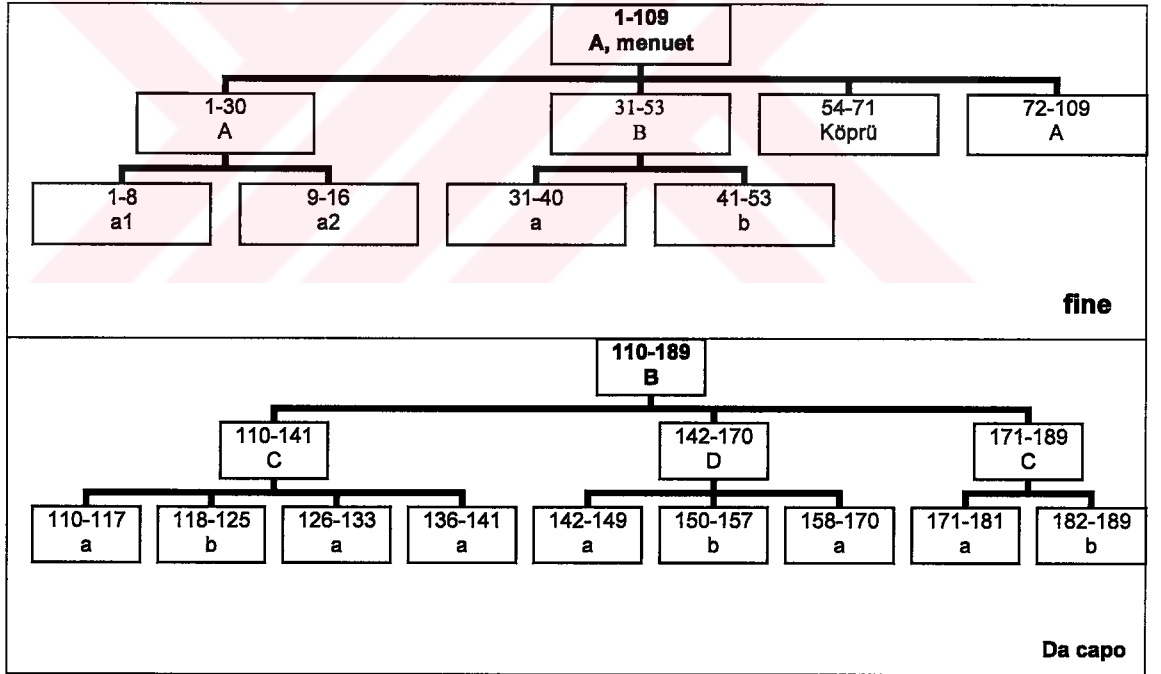 1-109
A, menuet
1-30
A
31-53
B
54-71
Köprü
72-109
A
1-8
a1
9-16
a2
31-40
a
41-53
b
fine
110-189
B
110-141
C
142-170
D
171-189
C
110-117
a
118-125
b
126-133
a
136-141
a
142-149
a
150-157
b
158-170
a
171-181
a
182-189
b
Da capo